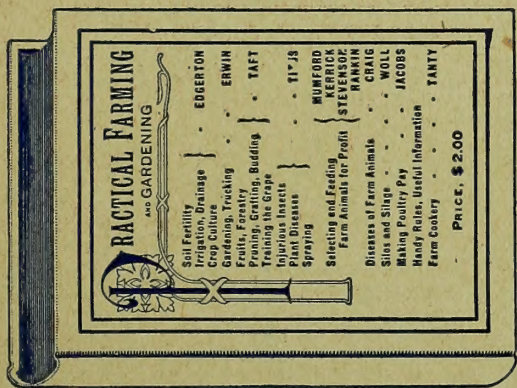 PRACTICAL FARMING
AND GARDENING
Soil Fertility
Irrigation, Drainage } - EDGERTON
Crop Culture
Gardening, Trucking - - ERWIN
Fruits, Forestry
Pruning, Grafting, Budding } - TAFT
Training the Grape
Injurious Insects
Plant Diseases } - - TITUS
Spraying
MUMFORD
Selecting and Feeding KERRICK
Farm Animals for Profit } STEVENSON
RANKIN
Diseases of Farm Animals - CRAIG
Silos and Silage - - - WOLL
Making Poultry Pay - - JACOBS
Handy Rules, Useful Information
Farm Cookery - - - TANTY
PRICE, $2.00